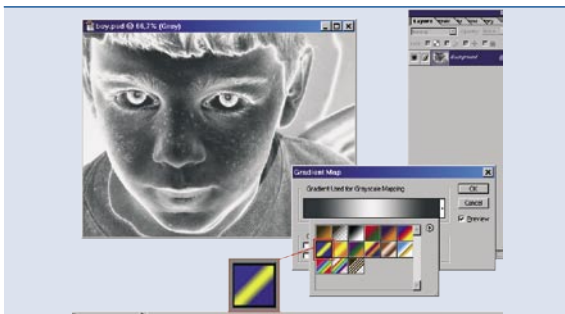 boy.psd @ 66,7% (Gray)
Layers
Background
Gradient Map
Gradient Used for Grayscale Mapping
OK
Cancel
Preview